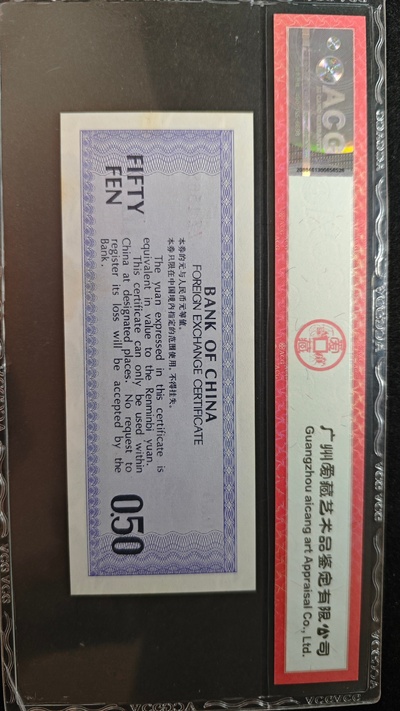 ACG
广州爱藏艺术品鉴定有限公司
Guangzhou aicang art Appraisal Co., Ltd.
BANK OF CHINA
FOREIGN EXCHANGE CERTIFICATE
本券的元与人民币元等值。
本券只限在中国境内指定的范围使用，不得挂失。
The yuan expressed in this certificate is
equivalent in value to the Renminbi yuan.
This certificate can only be used within
China at designated places. No request to
register its loss will be accepted by the
Bank.
FIFTY
FEN
0.50